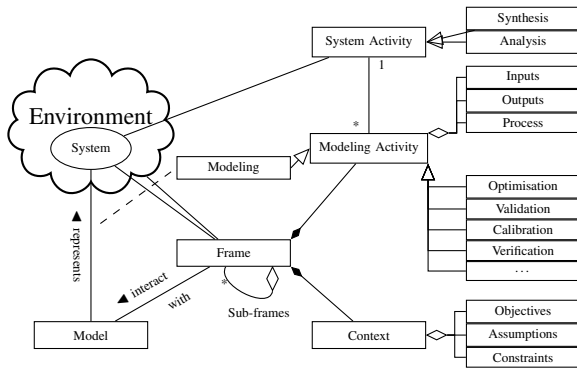 Synthesis
System Activity
Analysis
1
Inputs
Environment
*
Outputs
Process
System
Modeling Activity
Modeling
Optimisation
Validation
represents
Calibration
Frame
Verification
interact
with
*
...
Sub-frames
Objectives
Model
Context
Assumptions
Constraints